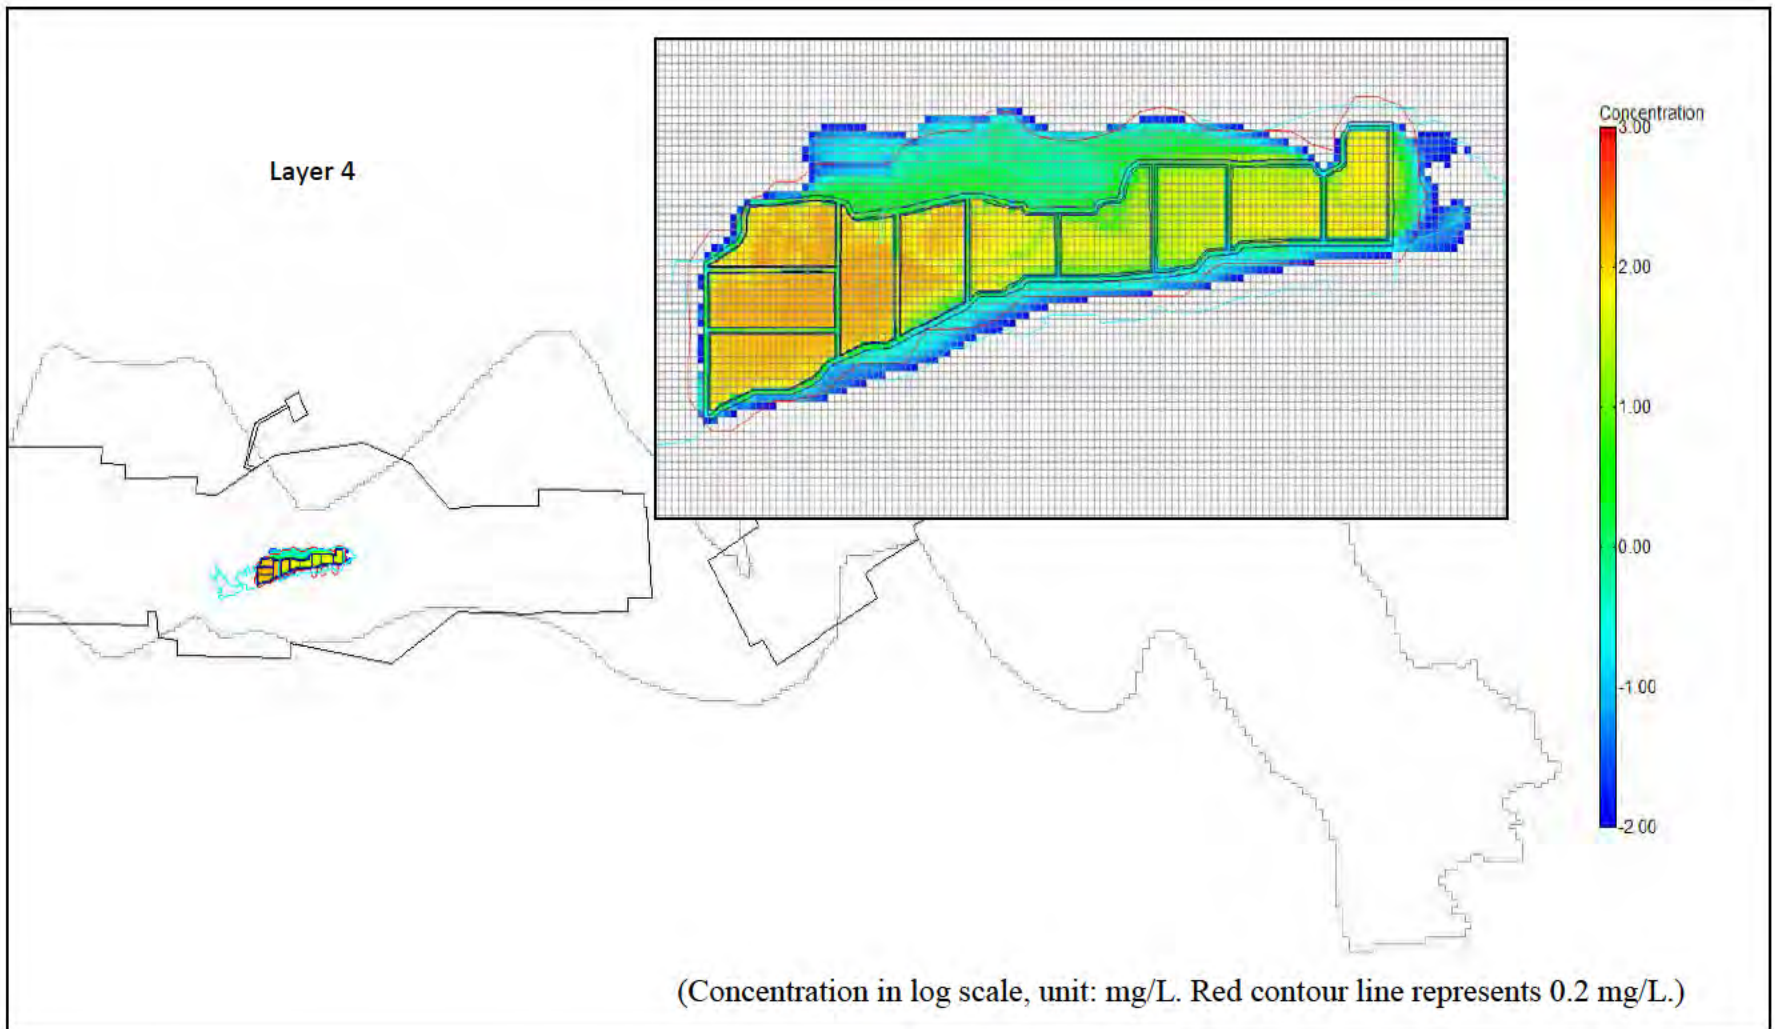 Layer 4
Concentration
3.00
2.00
1.00
0.00
-1.00
-2.00
(Concentration in log scale, unit: mg/L. Red contour line represents 0.2 mg/L.)